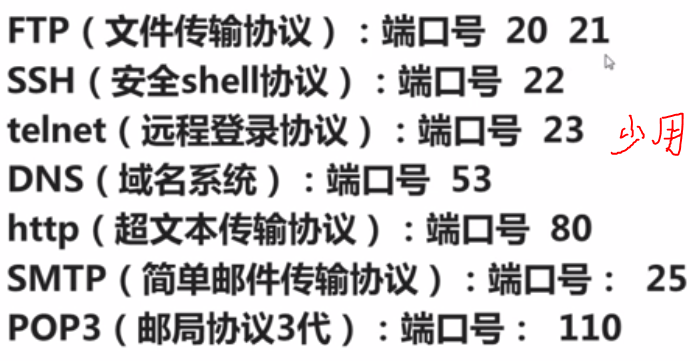 FTP（文件传输协议）：端口号 20 21
SSH（安全shell协议）：端口号 22
telnet（远程登录协议）：端口号 23 少用
DNS（域名系统）：端口号 53
http（超文本传输协议）：端口号 80
SMTP（简单邮件传输协议）：端口号： 25
POP3（邮局协议3代）：端口号： 110